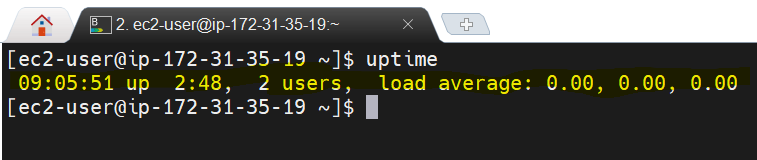 2. ec2-user@ip-172-31-35-19:~
[ec2-user@ip-172-31-35-19 ~]$ uptime
 09:05:51 up  2:48,  2 users,  load average: 0.00, 0.00, 0.00
[ec2-user@ip-172-31-35-19 ~]$